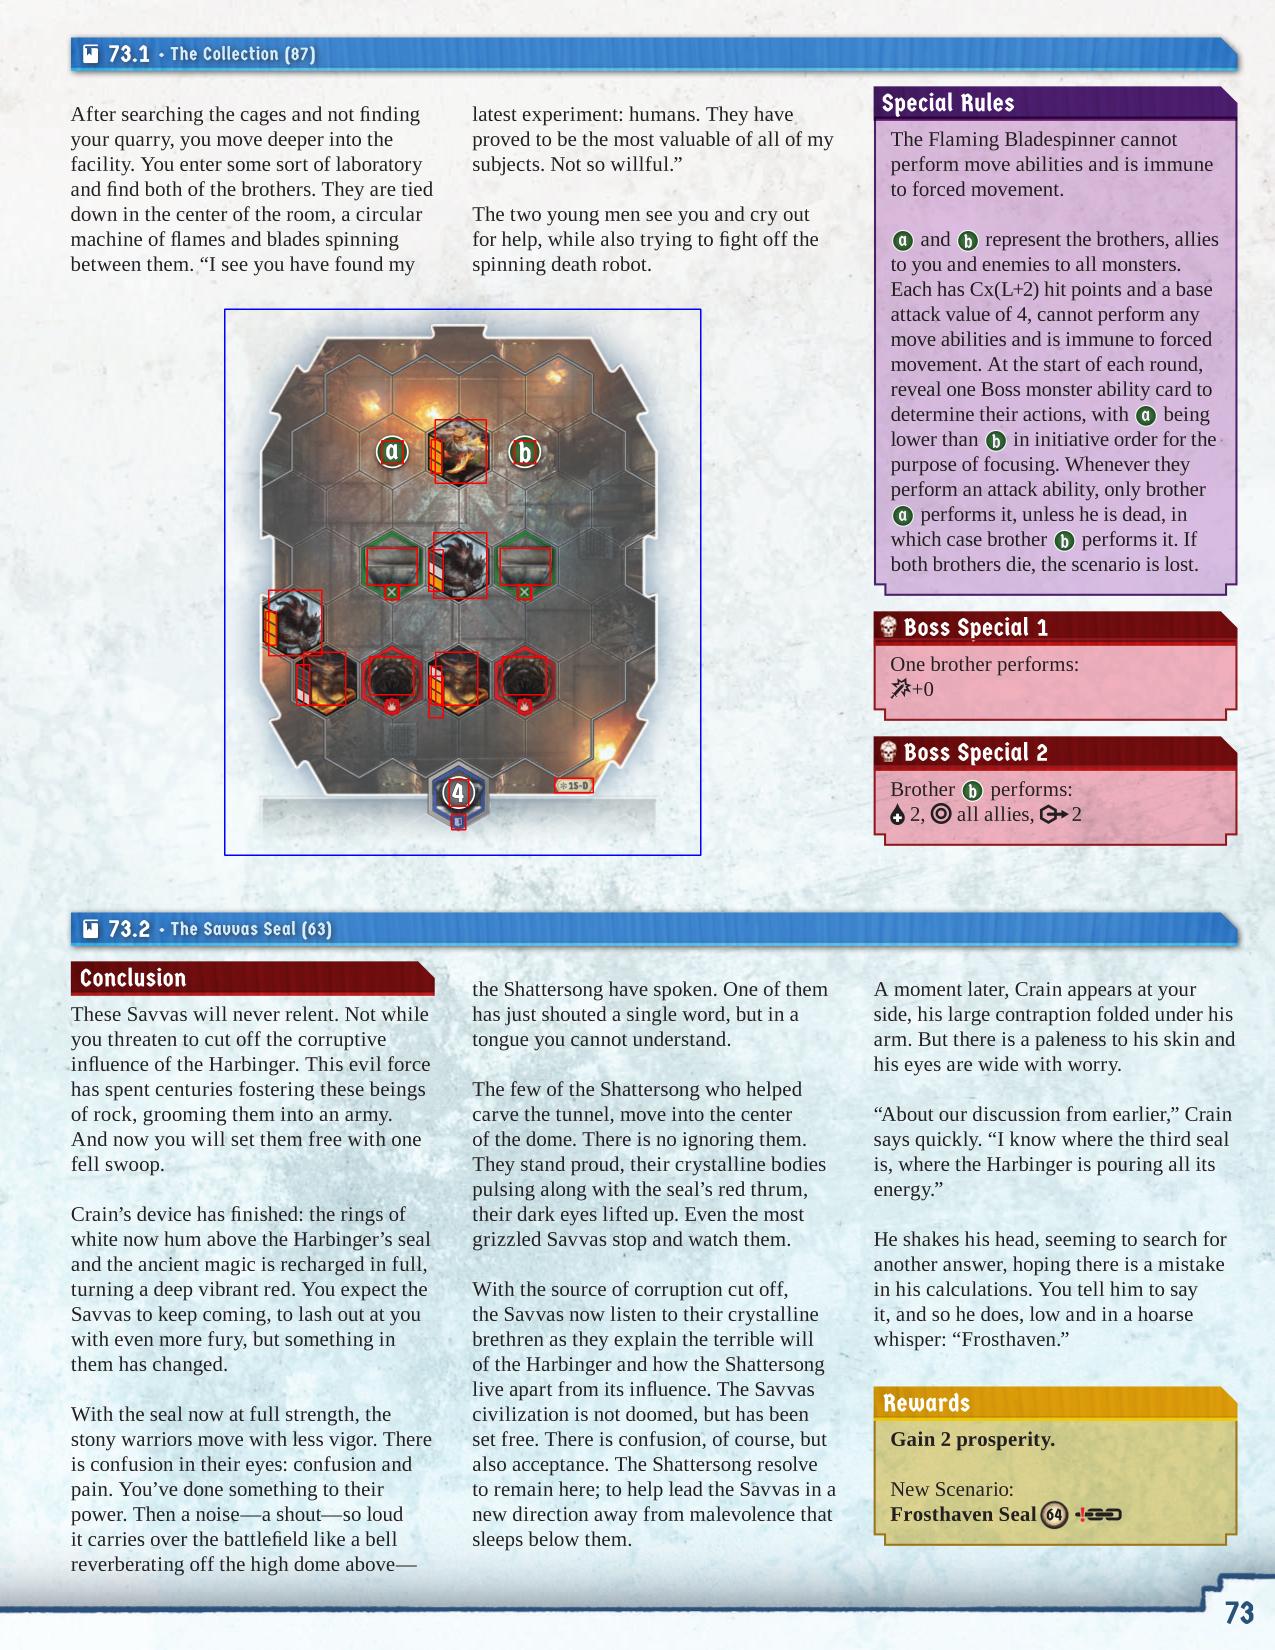 73.1 • The Collection (87)
After searching the cages and not finding
your quarry, you move deeper into the
facility. You enter some sort of laboratory
and find both of the brothers. They are tied
down in the center of the room, a circular
machine of flames and blades spinning
between them. “I see you have found my
latest experiment: humans. They have
proved to be the most valuable of all of my
subjects. Not so willful.”
The two young men see you and cry out
for help, while also trying to fight off the
spinning death robot.
a
b
4
15-D
Special Rules
The Flaming Bladespinner cannot
perform move abilities and is immune
to forced movement.
a and b represent the brothers, allies
to you and enemies to all monsters.
Each has Cx(L+2) hit points and a base
attack value of 4, cannot perform any
move abilities and is immune to forced
movement. At the start of each round,
reveal one Boss monster ability card to
determine their actions, with a being
lower than b in initiative order for the
purpose of focusing. Whenever they
perform an attack ability, only brother
a performs it, unless he is dead, in
which case brother b performs it. If
both brothers die, the scenario is lost.
Boss Special 1
One brother performs:
+0
Boss Special 2
Brother b performs:
2, all allies, 2
73.2 • The Savvas Seal (63)
Conclusion
These Savvas will never relent. Not while
you threaten to cut off the corruptive
influence of the Harbinger. This evil force
has spent centuries fostering these beings
of rock, grooming them into an army.
And now you will set them free with one
fell swoop.
Crain’s device has finished: the rings of
white now hum above the Harbinger’s seal
and the ancient magic is recharged in full,
turning a deep vibrant red. You expect the
Savvas to keep coming, to lash out at you
with even more fury, but something in
them has changed.
With the seal now at full strength, the
stony warriors move with less vigor. There
is confusion in their eyes: confusion and
pain. You’ve done something to their
power. Then a noise—a shout—so loud
it carries over the battlefield like a bell
reverberating off the high dome above—
the Shattersong have spoken. One of them
has just shouted a single word, but in a
tongue you cannot understand.
The few of the Shattersong who helped
carve the tunnel, move into the center
of the dome. There is no ignoring them.
They stand proud, their crystalline bodies
pulsing along with the seal’s red thrum,
their dark eyes lifted up. Even the most
grizzled Savvas stop and watch them.
With the source of corruption cut off,
the Savvas now listen to their crystalline
brethren as they explain the terrible will
of the Harbinger and how the Shattersong
live apart from its influence. The Savvas
civilization is not doomed, but has been
set free. There is confusion, of course, but
also acceptance. The Shattersong resolve
to remain here; to help lead the Savvas in a
new direction away from malevolence that
sleeps below them.
A moment later, Crain appears at your
side, his large contraption folded under his
arm. But there is a paleness to his skin and
his eyes are wide with worry.
“About our discussion from earlier,” Crain
says quickly. “I know where the third seal
is, where the Harbinger is pouring all its
energy.”
He shakes his head, seeming to search for
another answer, hoping there is a mistake
in his calculations. You tell him to say
it, and so he does, low and in a hoarse
whisper: “Frosthaven.”
Rewards
Gain 2 prosperity.
New Scenario:
Frosthaven Seal 64
73